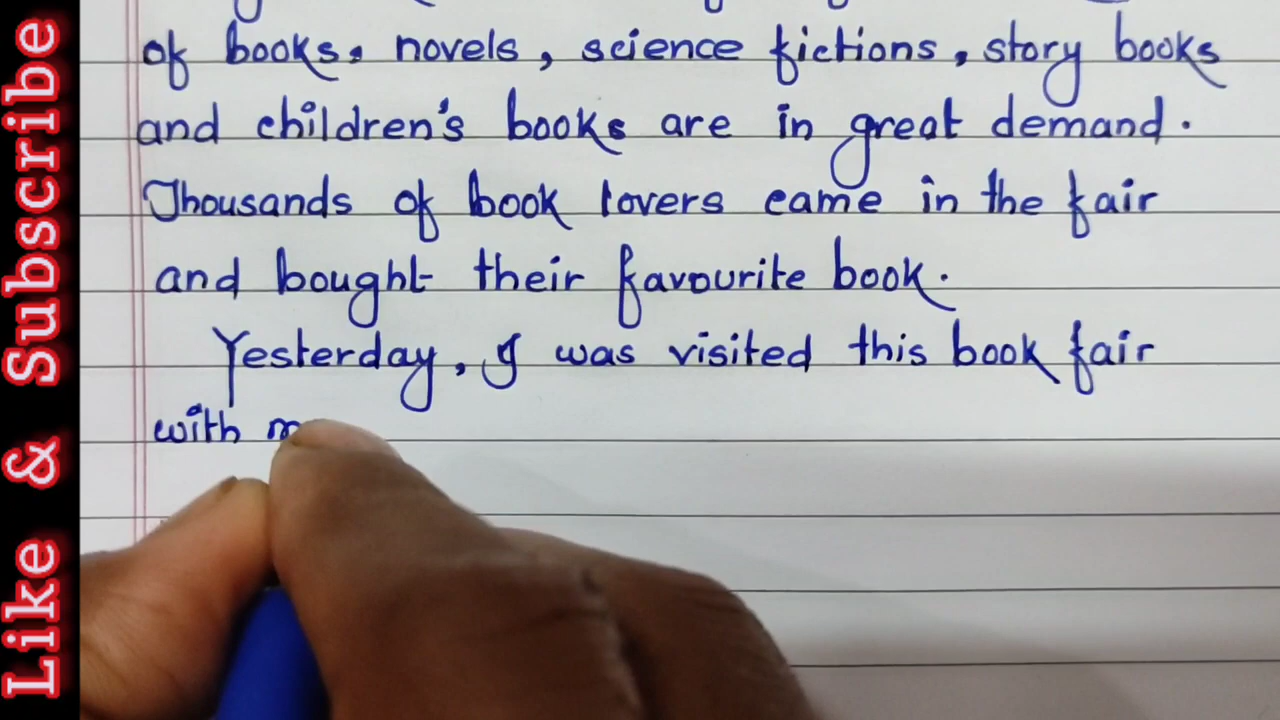 Like & Subscribe
of books. novels, science fictions, story books
and children's books are in great demand.
Thousands of book lovers came in the fair
and bought their favourite book.
Yesterday, I was visited this book fair
with